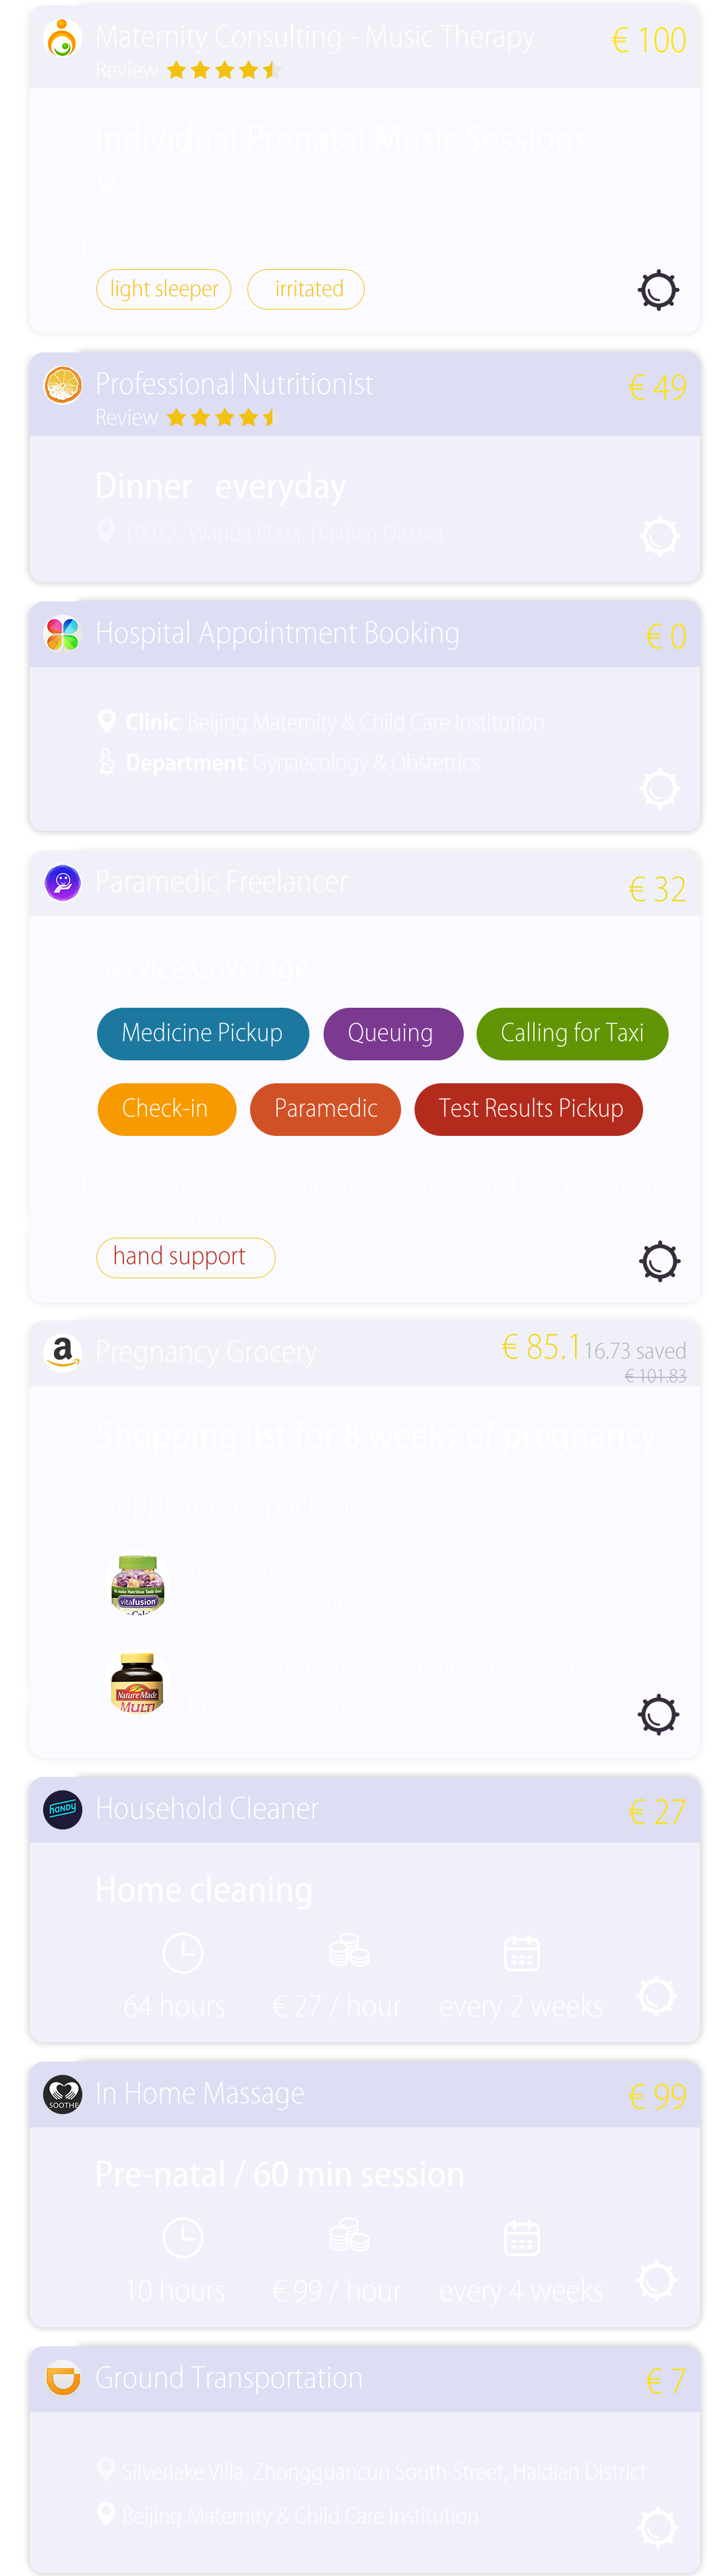 Maternity Consulting - Music Therapy
€ 100
Review
Individual Prenatal Music Sessions
light sleeper
irritated
Professional Nutritionist
€ 49
Review
Dinner everyday
1901A, Wanda Plaza, Haidian District
Hospital Appointment Booking
€ 0
Clinic: Beijing Maternity & Child Care Institution
Department: Gynaecology & Obstetrics
Paramedic Freelancer
€ 32
Service Coverage
Medicine Pickup
Queuing
Calling for Taxi
Check-in
Paramedic
Test Results Pickup
hand support
Pregnancy Grocery
€ 85.1 16.73 saved
€ 101.83
Shopping list for 8 weeks of pregnancy
Supplements package
vitafusion
Nature Made
MULTI
HANDY
Household Cleaner
€ 27
Home cleaning
64 hours
€ 27 / hour
every 2 weeks
SOOTHE
In Home Massage
€ 99
Pre-natal / 60 min session
10 hours
€ 99 / hour
every 4 weeks
Ground Transportation
€ 7
Silverlake Villa, Zhongguancun South Street, Haidian District
Beijing Maternity & Child Care Institution